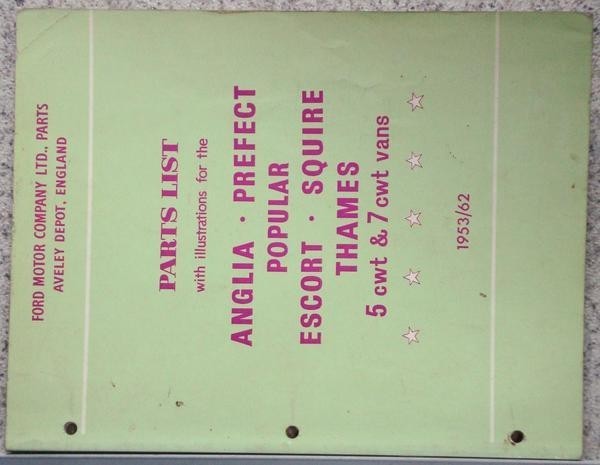 FORD MOTOR COMPANY LTD., PARTS
AVELEY DEPOT, ENGLAND
PARTS LIST
with illustrations for the
ANGLIA · PREFECT
POPULAR
ESCORT · SQUIRE
THAMES
5 cwt & 7 cwt vans
1953/62